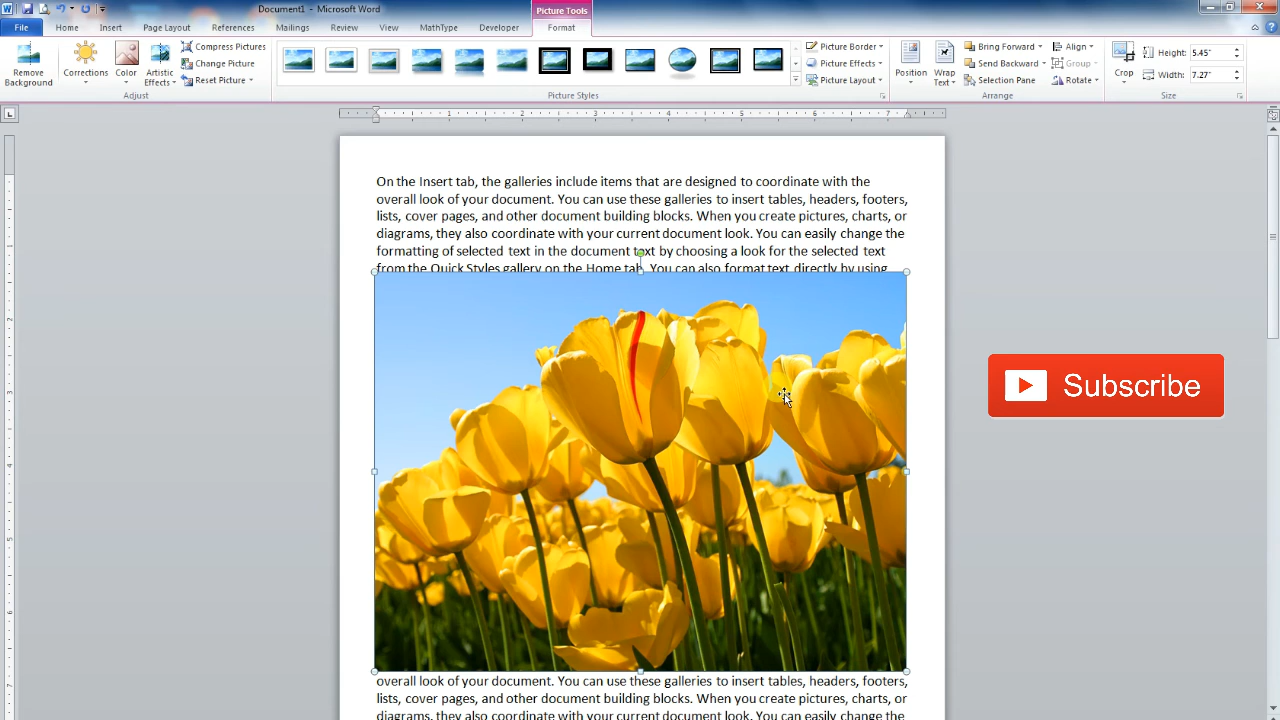 Document1 - Microsoft Word
Picture Tools
File
Home
Insert
Page Layout
References
Mailings
Review
View
MathType
Developer
Format
Remove Background
Corrections
Color
Artistic Effects
Compress Pictures
Change Picture
Reset Picture
Adjust
Picture Styles
Picture Border
Picture Effects
Picture Layout
Position
Wrap Text
Bring Forward
Send Backward
Selection Pane
Align
Group
Rotate
Arrange
Crop
Height: 5.45"
Width: 7.27"
Size
1 2 3 4 5 6 7
On the Insert tab, the galleries include items that are designed to coordinate with the
overall look of your document. You can use these galleries to insert tables, headers, footers,
lists, cover pages, and other document building blocks. When you create pictures, charts, or
diagrams, they also coordinate with your current document look. You can easily change the
formatting of selected text in the document text by choosing a look for the selected text
from the Quick Styles gallery on the Home tab. You can also format text directly by using
Subscribe
overall look of your document. You can use these galleries to insert tables, headers, footers,
lists, cover pages, and other document building blocks. When you create pictures, charts, or
diagrams, they also coordinate with your current document look. You can easily change the